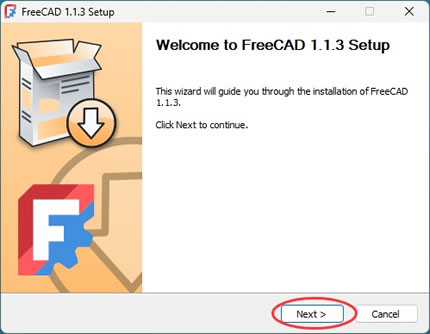 FreeCAD 1.1.3 Setup
Welcome to FreeCAD 1.1.3 Setup
This wizard will guide you through the installation of FreeCAD
1.1.3.
Click Next to continue.
Next >
Cancel